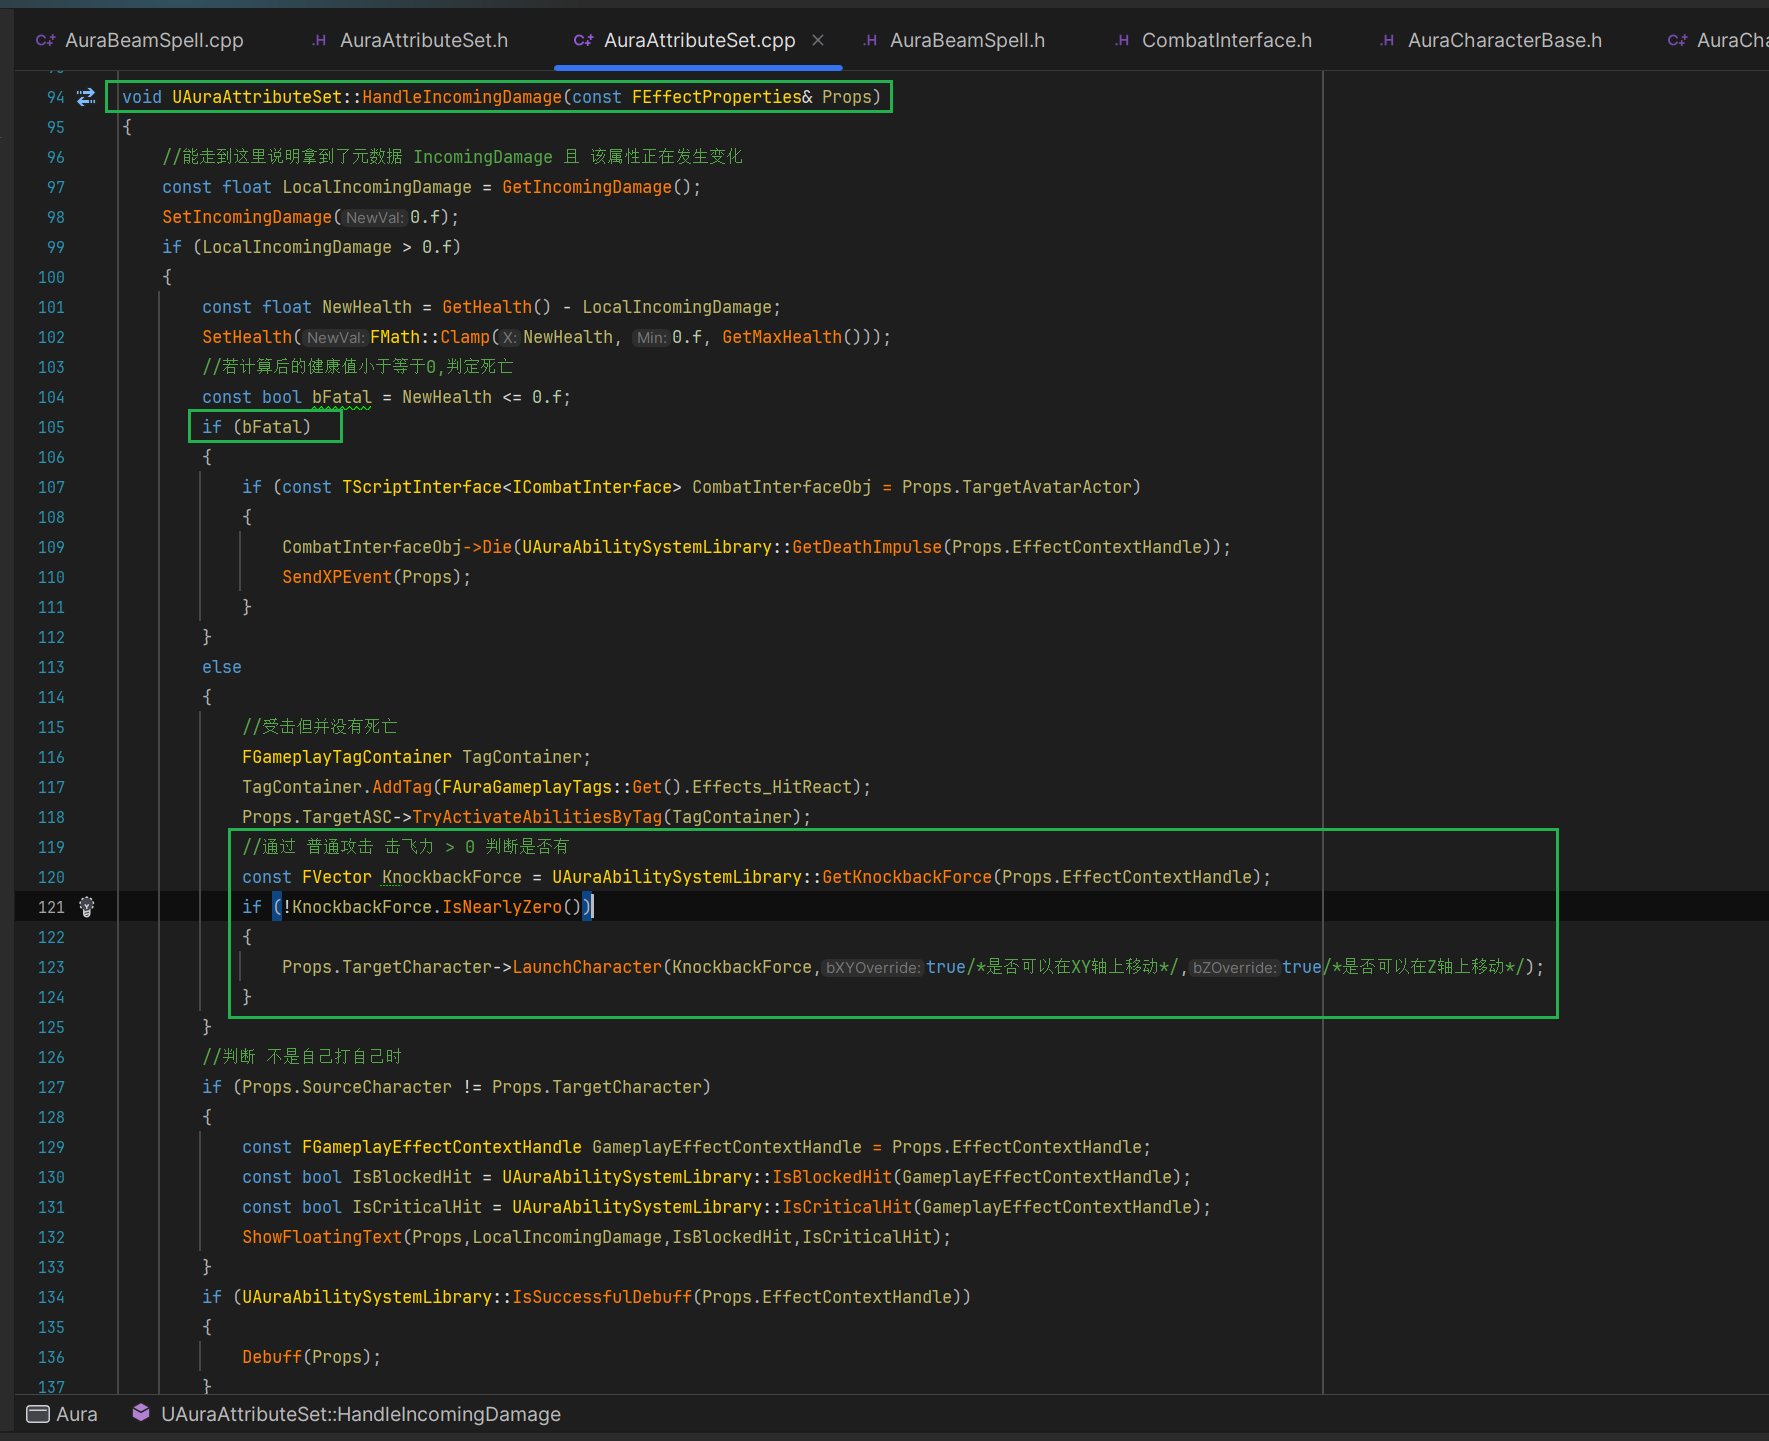 AuraBeamSpell.cpp AuraAttributeSet.h AuraAttributeSet.cpp AuraBeamSpell.h CombatInterface.h AuraCharacterBase.h AuraCha
94 void UAuraAttributeSet::HandleIncomingDamage(const FEffectProperties& Props)
95 {
96 //能走到这里说明拿到了元数据 IncomingDamage 且 该属性正在发生变化
97 const float LocalIncomingDamage = GetIncomingDamage();
98 SetIncomingDamage(NewVal:0.f);
99 if (LocalIncomingDamage > 0.f)
100 {
101 const float NewHealth = GetHealth() - LocalIncomingDamage;
102 SetHealth(NewVal:FMath::Clamp(X:NewHealth, Min:0.f, GetMaxHealth()));
103 //若计算后的健康值小于等于0,判定死亡
104 const bool bFatal = NewHealth <= 0.f;
105 if (bFatal)
106 {
107 if (const TScriptInterface<ICombatInterface> CombatInterfaceObj = Props.TargetAvatarActor)
108 {
109 CombatInterfaceObj->Die(UAuraAbilitySystemLibrary::GetDeathImpulse(Props.EffectContextHandle));
110 SendXPEvent(Props);
111 }
112 }
113 else
114 {
115 //受击但并没有死亡
116 FGameplayTagContainer TagContainer;
117 TagContainer.AddTag(FAuraGameplayTags::Get().Effects_HitReact);
118 Props.TargetASC->TryActivateAbilitiesByTag(TagContainer);
119 //通过 普通攻击 击飞力 > 0 判断是否有
120 const FVector KnockbackForce = UAuraAbilitySystemLibrary::GetKnockbackForce(Props.EffectContextHandle);
121 if (!KnockbackForce.IsNearlyZero())
122 {
123 Props.TargetCharacter->LaunchCharacter(KnockbackForce,bXYOverride:true/*是否可以在XY轴上移动*/,bZOverride:true/*是否可以在Z轴上移动*/);
124 }
125 }
126 //判断 不是自己打自己时
127 if (Props.SourceCharacter != Props.TargetCharacter)
128 {
129 const FGameplayEffectContextHandle GameplayEffectContextHandle = Props.EffectContextHandle;
130 const bool IsBlockedHit = UAuraAbilitySystemLibrary::IsBlockedHit(GameplayEffectContextHandle);
131 const bool IsCriticalHit = UAuraAbilitySystemLibrary::IsCriticalHit(GameplayEffectContextHandle);
132 ShowFloatingText(Props,LocalIncomingDamage,IsBlockedHit,IsCriticalHit);
133 }
134 if (UAuraAbilitySystemLibrary::IsSuccessfulDebuff(Props.EffectContextHandle))
135 {
136 Debuff(Props);
137 }
Aura UAuraAttributeSet::HandleIncomingDamage